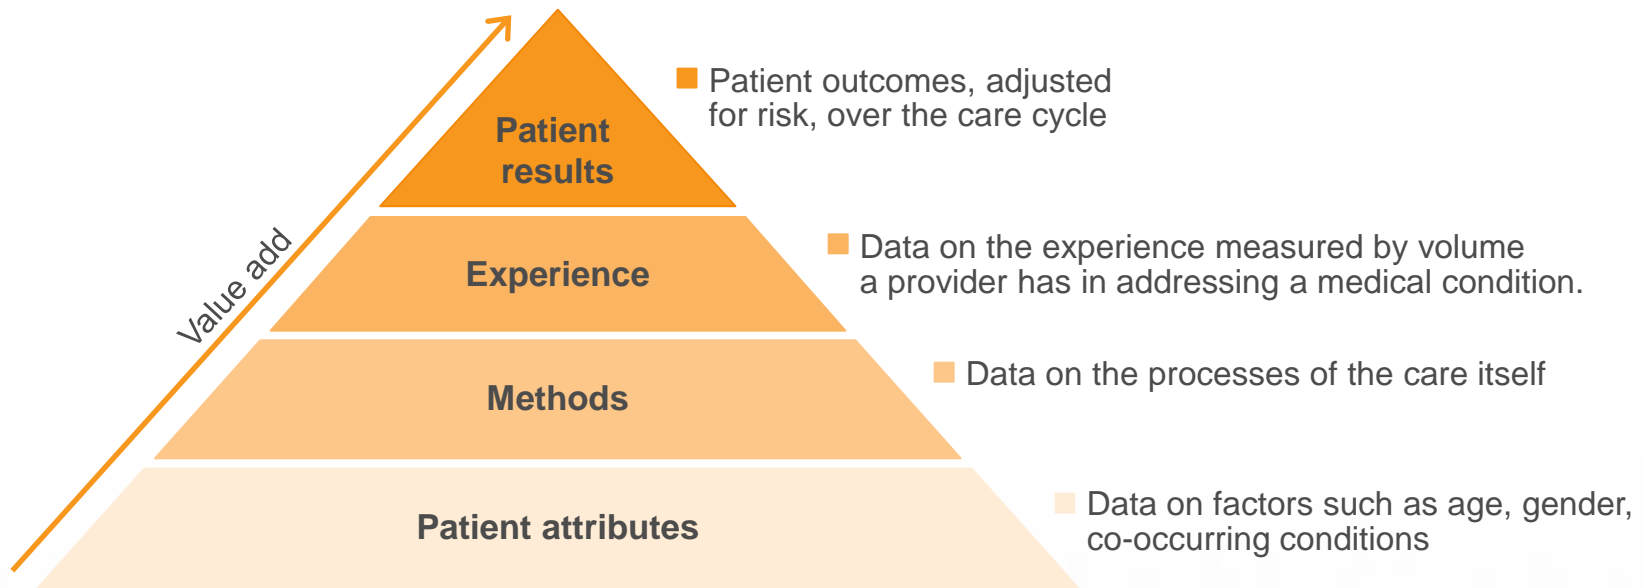 Value add
Patient
results
Patient outcomes, adjusted
for risk, over the care cycle
Experience
Data on the experience measured by volume
a provider has in addressing a medical condition.
Methods
Data on the processes of the care itself
Patient attributes
Data on factors such as age, gender,
co-occurring conditions